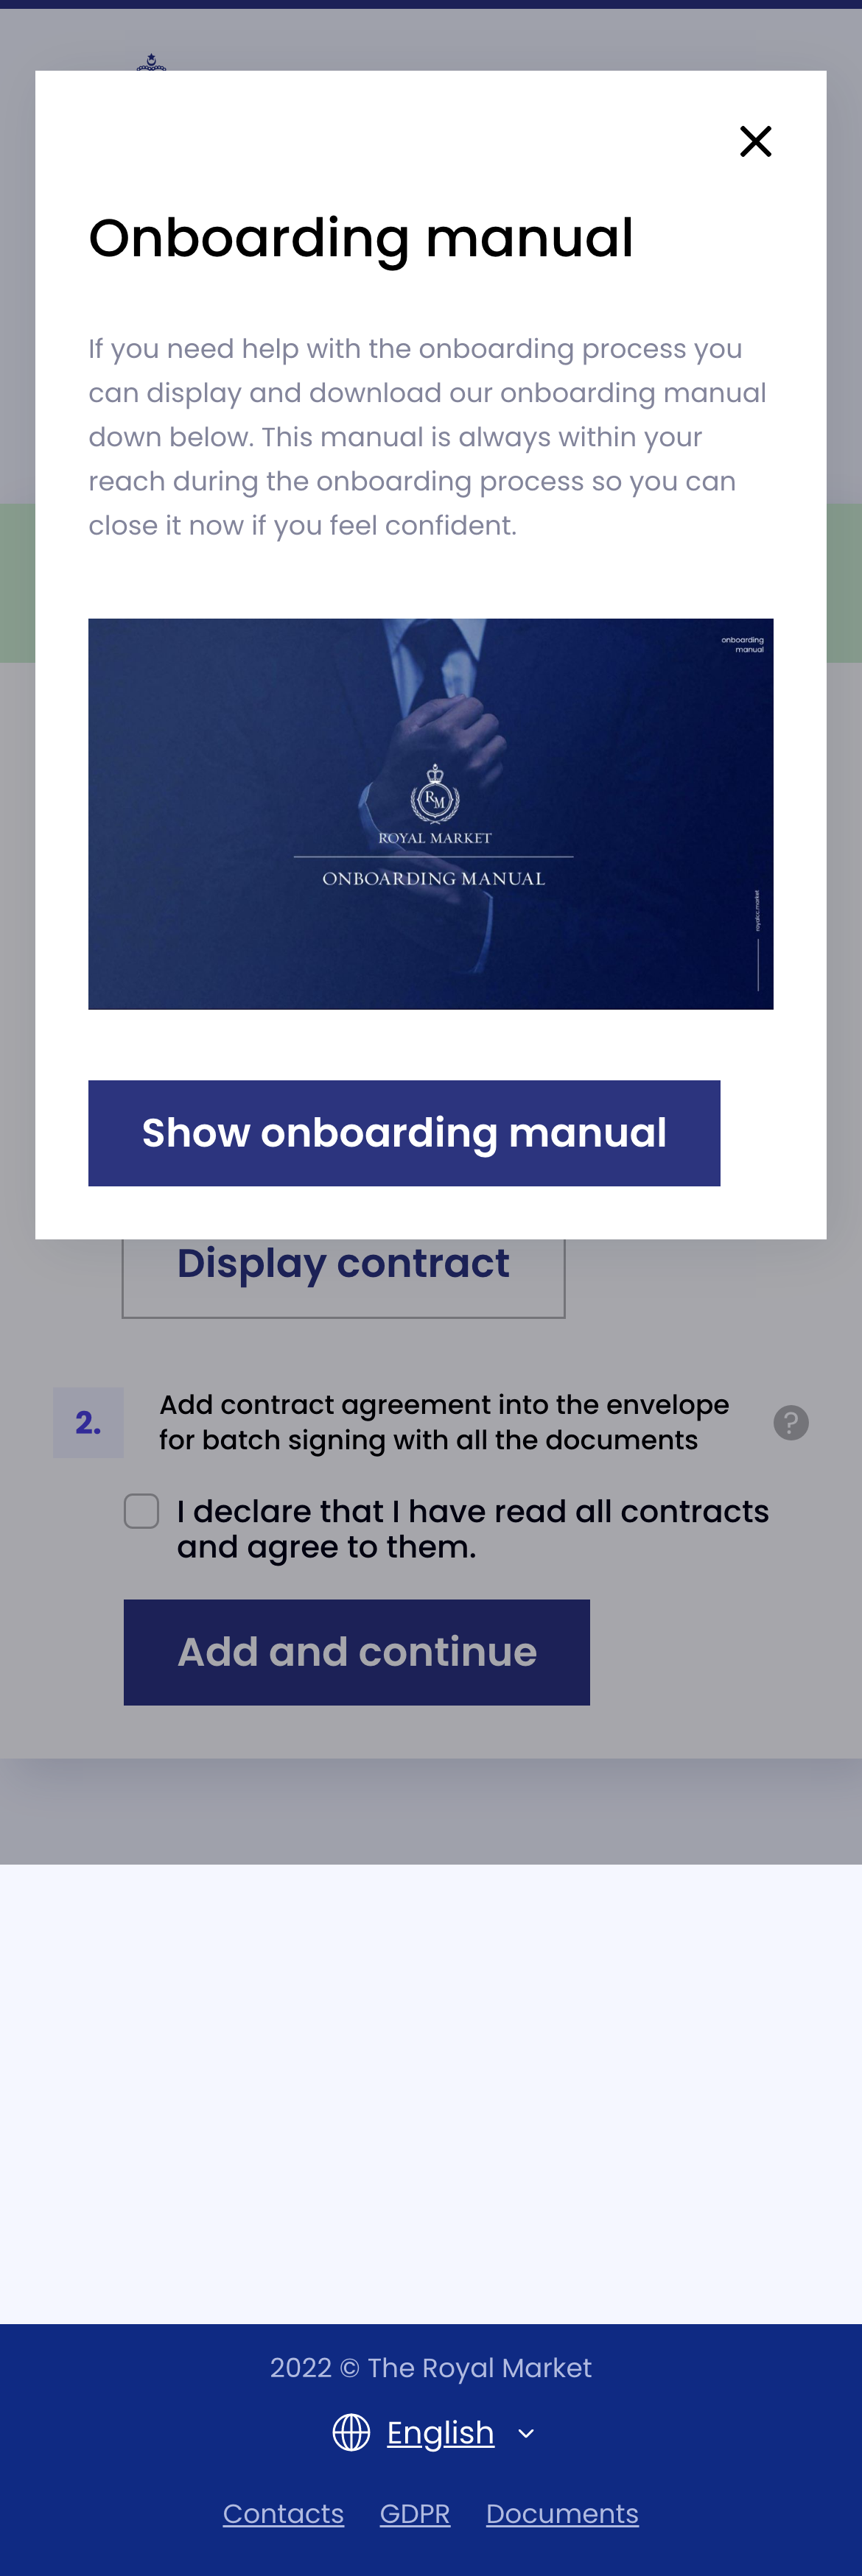 Onboarding manual
If you need help with the onboarding process you
can display and download our onboarding manual
down below. This manual is always within your
reach during the onboarding process so you can
close it now if you feel confident.
onboarding
manual
RM
ROYAL MARKET
ONBOARDING MANUAL
Show onboarding manual
Display contract
2.
Add contract agreement into the envelope
for batch signing with all the documents
?
I declare that I have read all contracts
and agree to them.
Add and continue
2022 © The Royal Market
English
Contacts GDPR Documents